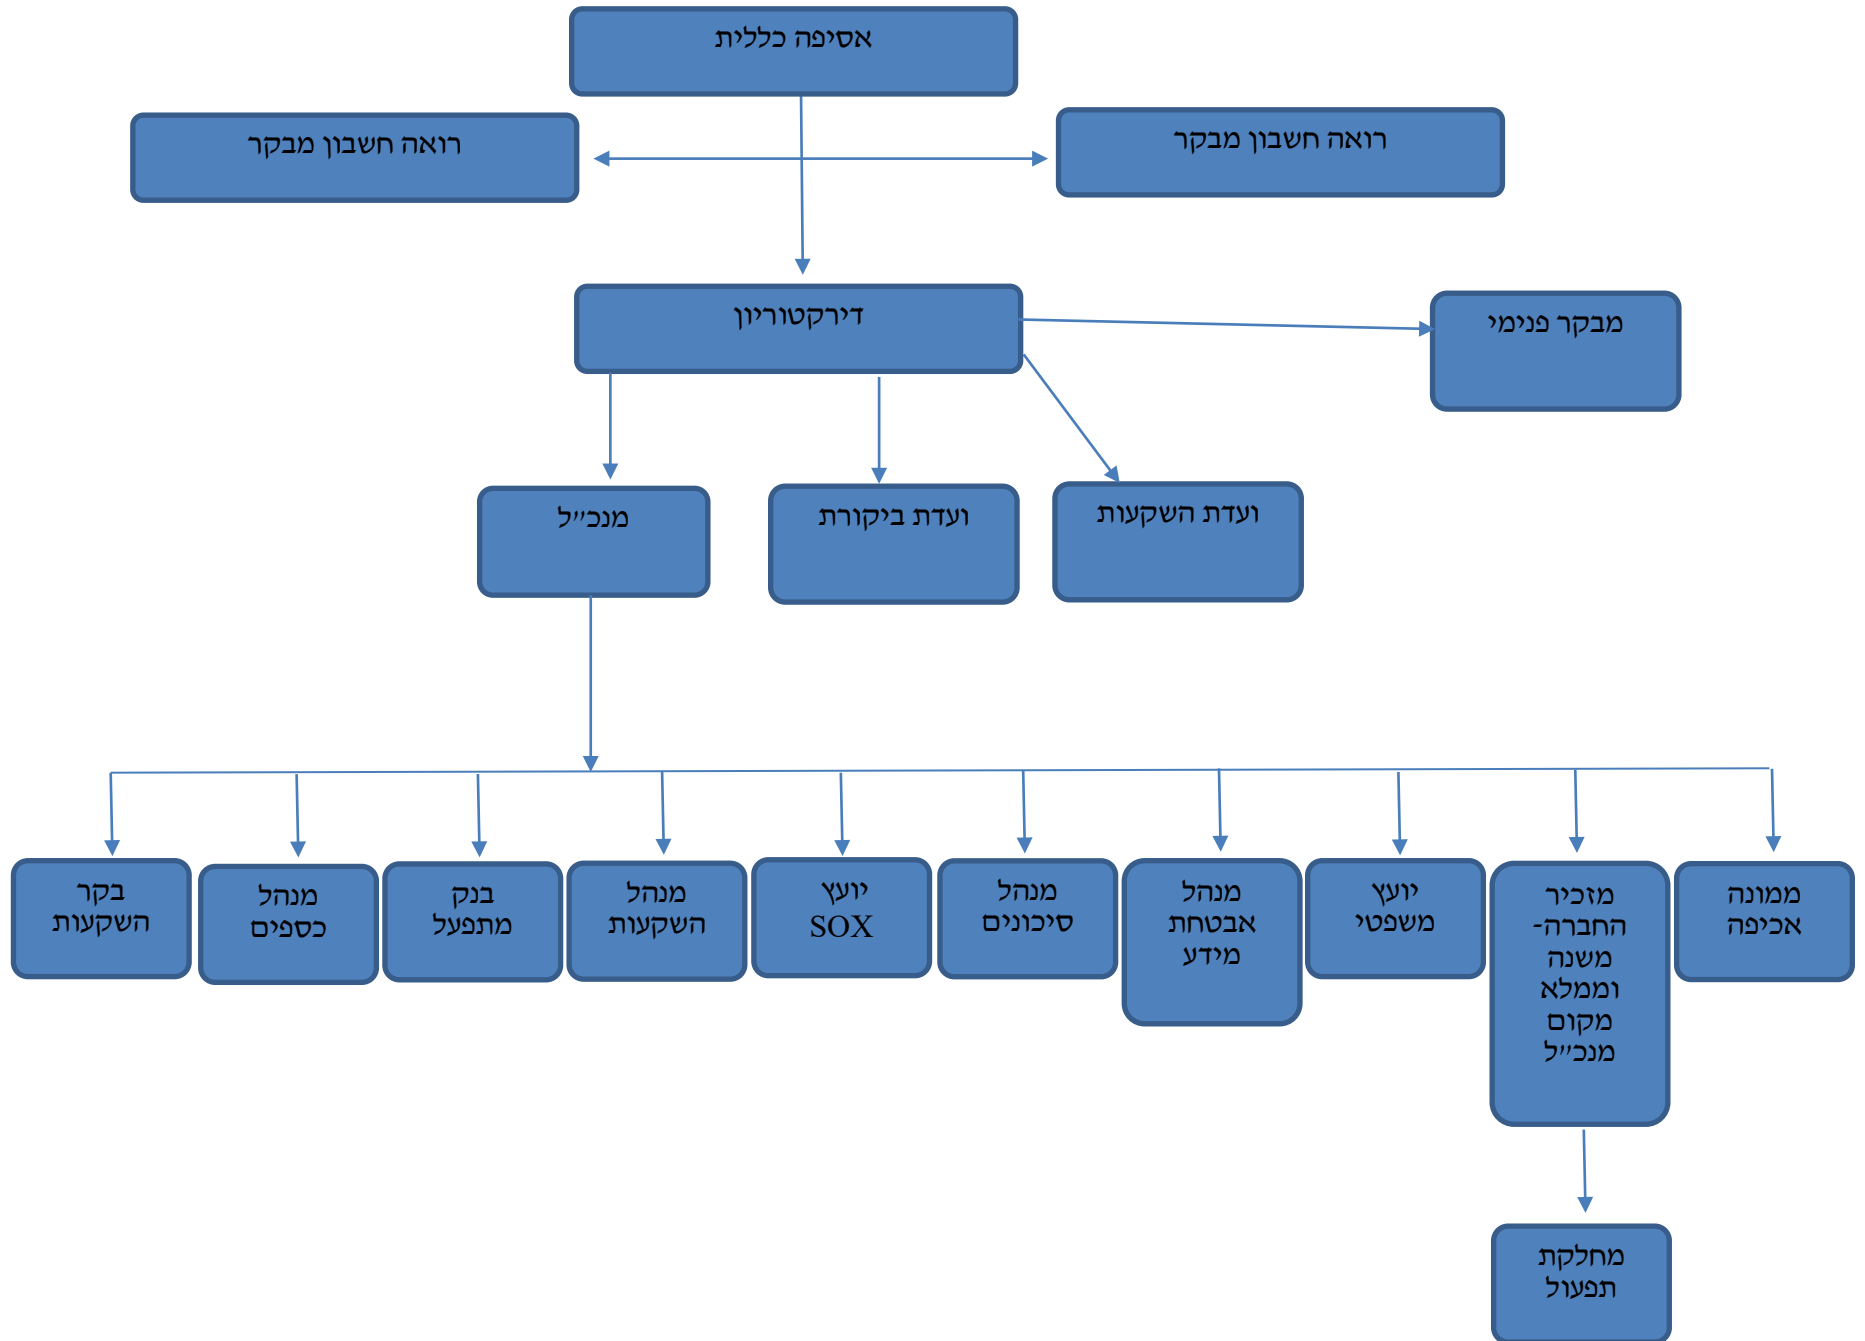 אסיפה כללית
רואה חשבון מבקר
רואה חשבון מבקר
דירקטוריון
מבקר פנימי
ועדת השקעות
ועדת ביקורת
מנכ״ל
ממונה
אכיפה
מזכיר
החברה-
משנה
וממלא
מקום
מנכ״ל
יועץ
משפטי
מנהל
אבטחת
מידע
מנהל
סיכונים
יועץ
SOX
מנהל
השקעות
בנק
מתפעל
מנהל
כספים
בקר
השקעות
מחלקת
תפעול